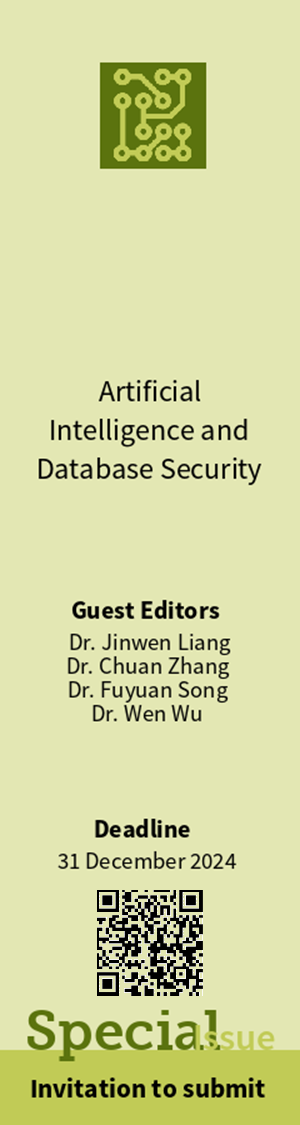 Artificial
Intelligence and
Database Security
Guest Editors
Dr. Jinwen Liang
Dr. Chuan Zhang
Dr. Fuyuan Song
Dr. Wen Wu
Deadline
31 December 2024
Special Issue
Invitation to submit